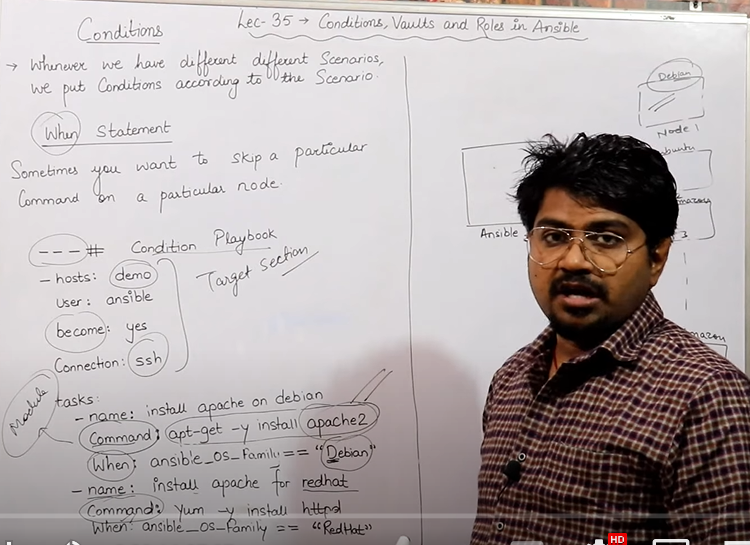 Lec- 35 → Conditions, Vaults and Roles in Ansible
Conditions
→ Whenever we have different different Scenarios,
we put Conditions according to the Scenario.
When Statement
Sometimes you want to skip a particular
Command on a particular node.
---# Condition Playbook
- hosts: demo
user: ansible
become: yes
Connection: ssh
Target Section
tasks:
- name: install apache on debian
Command: apt-get -y install apache2
When: ansible_os_Family == "Debian"
- name: install apache for redhat
Command: yum -y install httpd
When: ansible_os_Family == "RedHat"
Module
Debian
Node 1
Ansible
3
HD